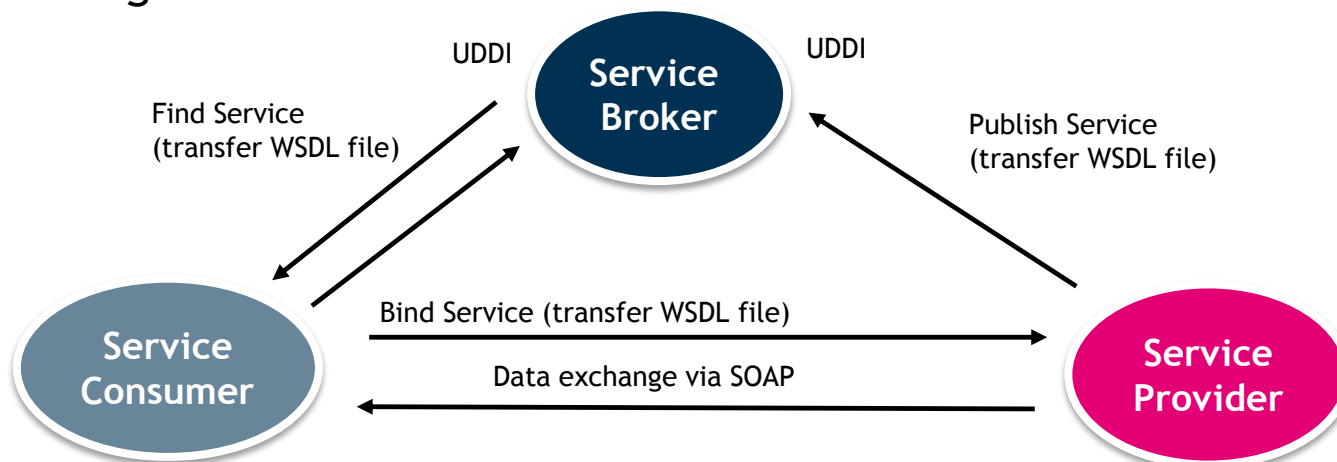 UDDI
Service
Broker
UDDI
Find Service
(transfer WSDL file)
Publish Service
(transfer WSDL file)
Bind Service (transfer WSDL file)
Service
Consumer
Data exchange via SOAP
Service
Provider